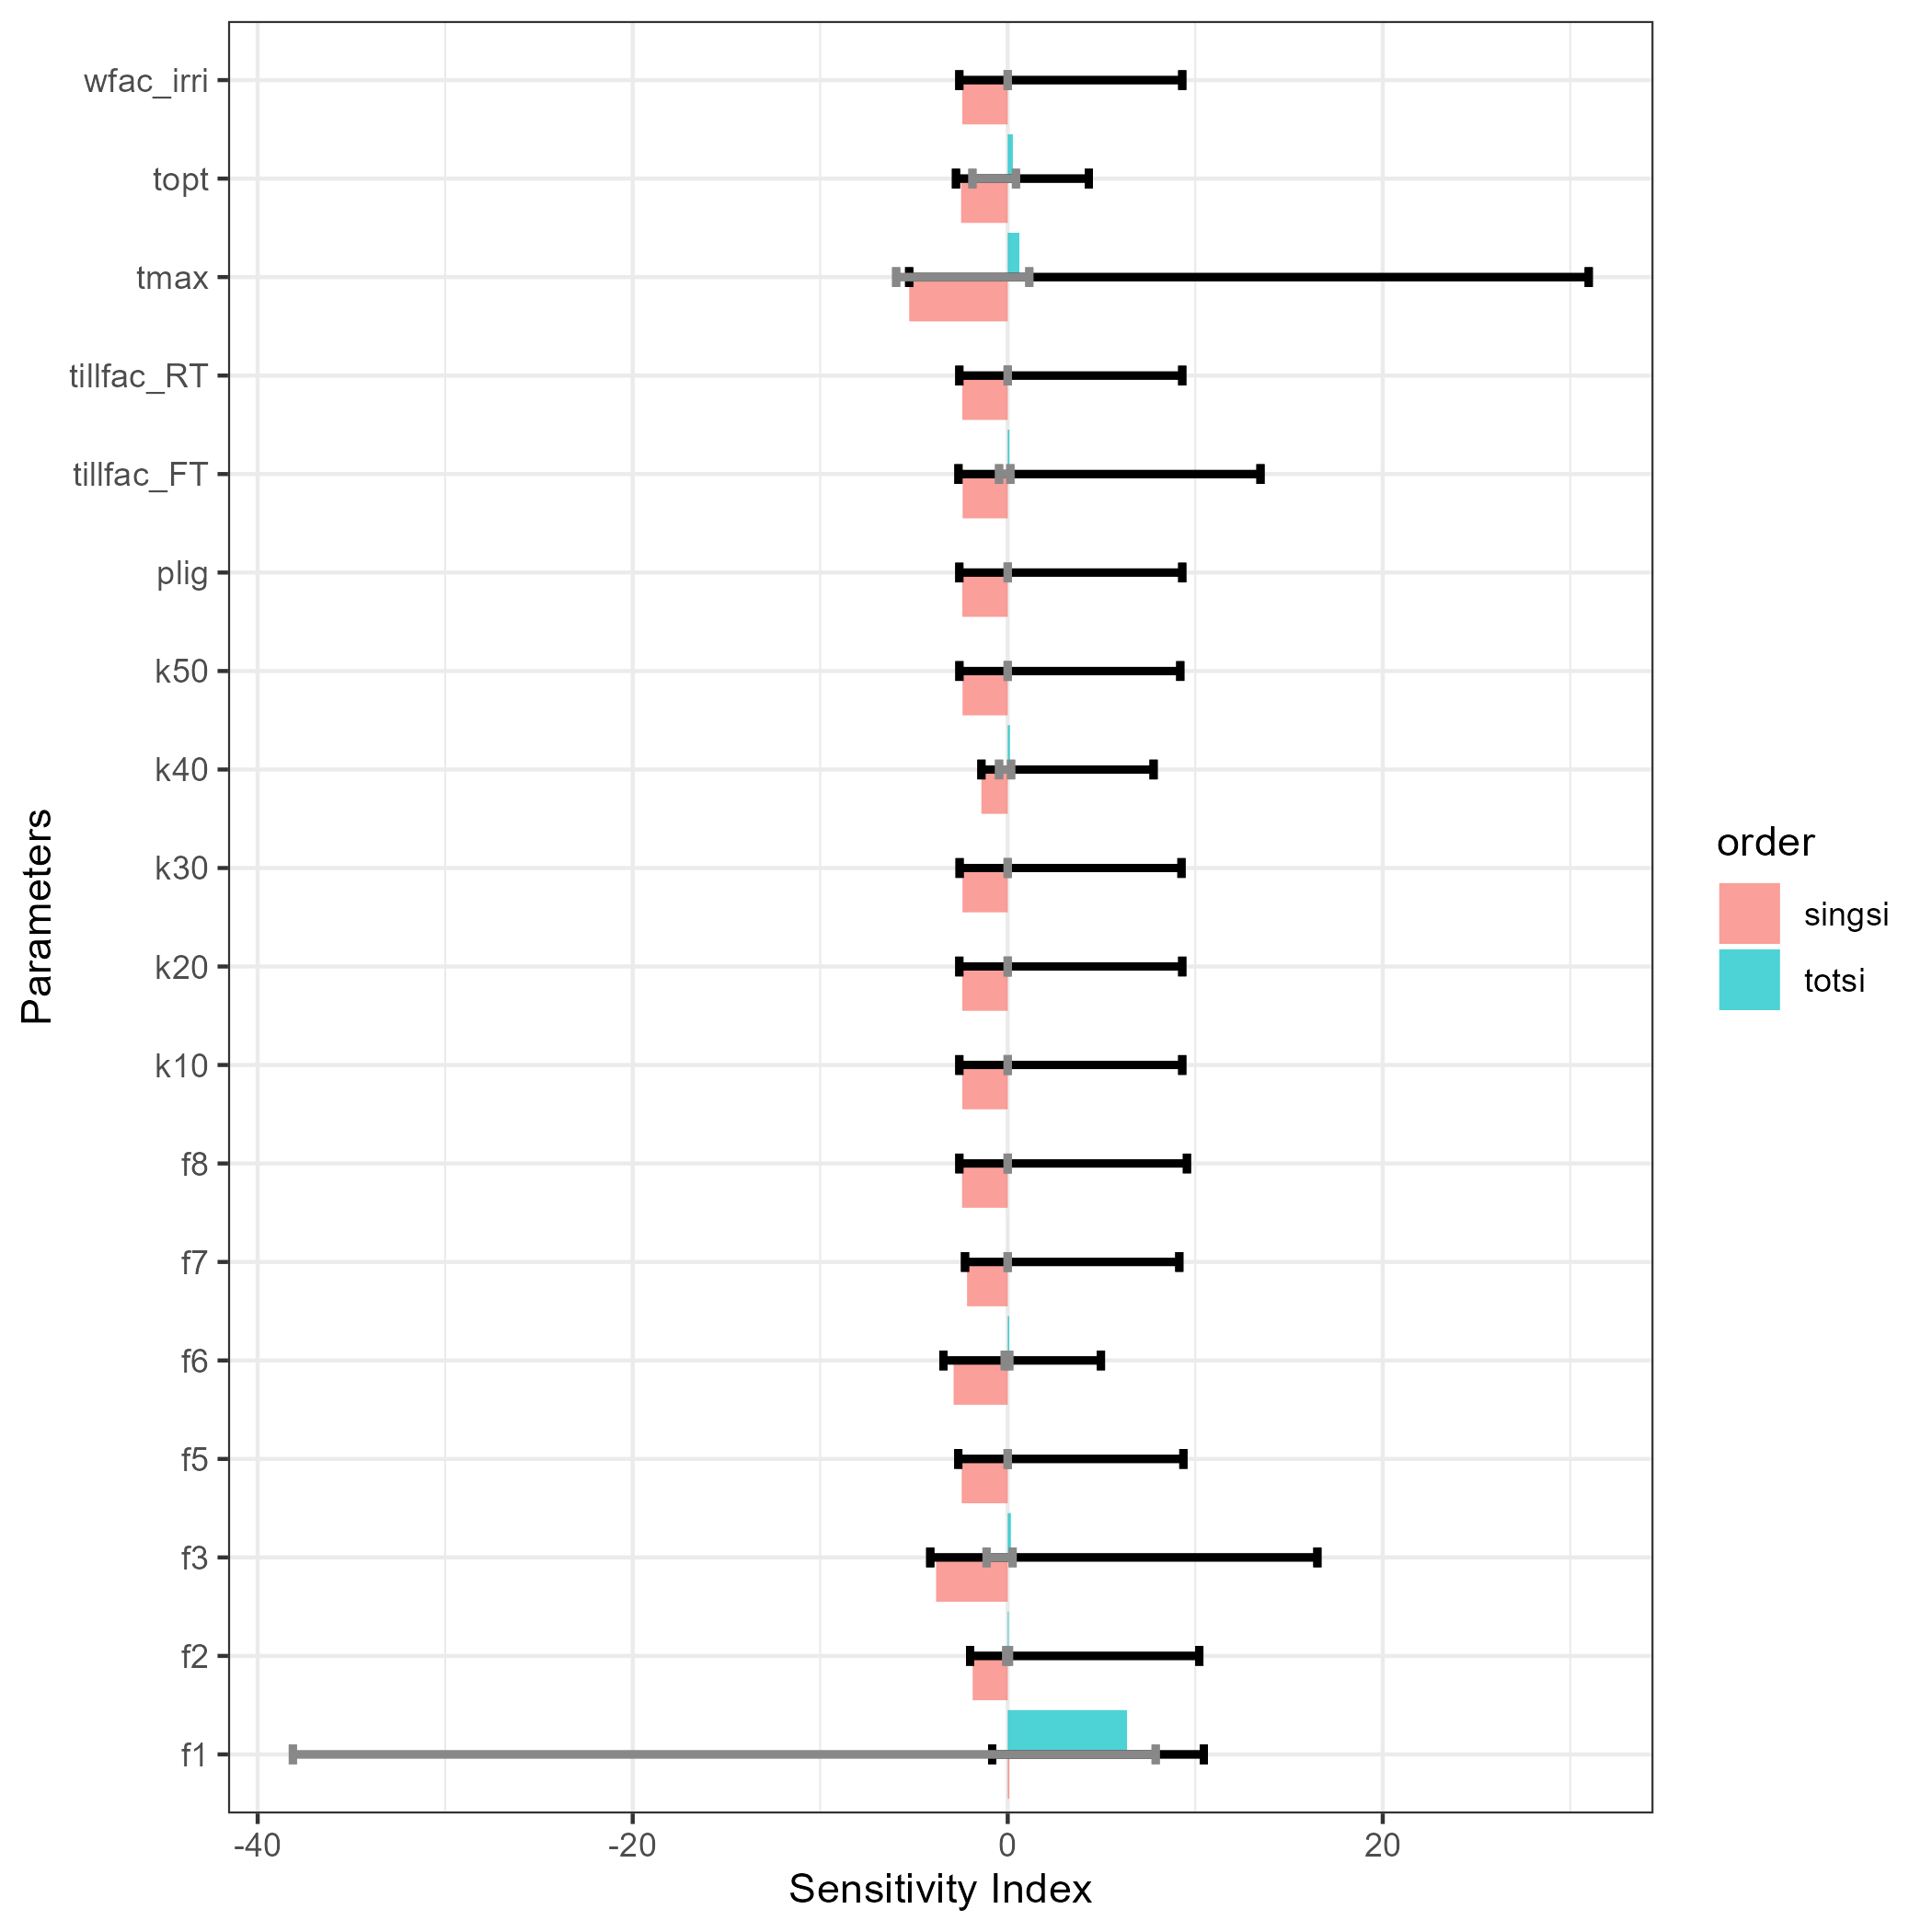 wfac_irri
topt
tmax
tillfac_RT
tillfac_FT
plig
k50
k40
k30
k20
k10
f8
f7
f6
f5
f3
f2
f1
Parameters
-40
-20
0
20
Sensitivity Index
order
singsi
totsi